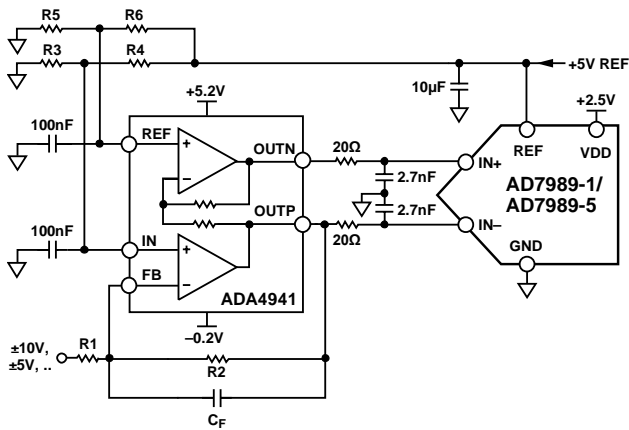 R5
R6
R3
R4
+5V REF
10µF
+5.2V
+2.5V
100nF
REF
OUTN
20Ω
REF
VDD
IN+
2.7nF
AD7989-1/
AD7989-5
2.7nF
OUTP
100nF
IN
20Ω
IN–
FB
GND
ADA4941
–0.2V
±10V,
±5V, ..
R1
R2
CF